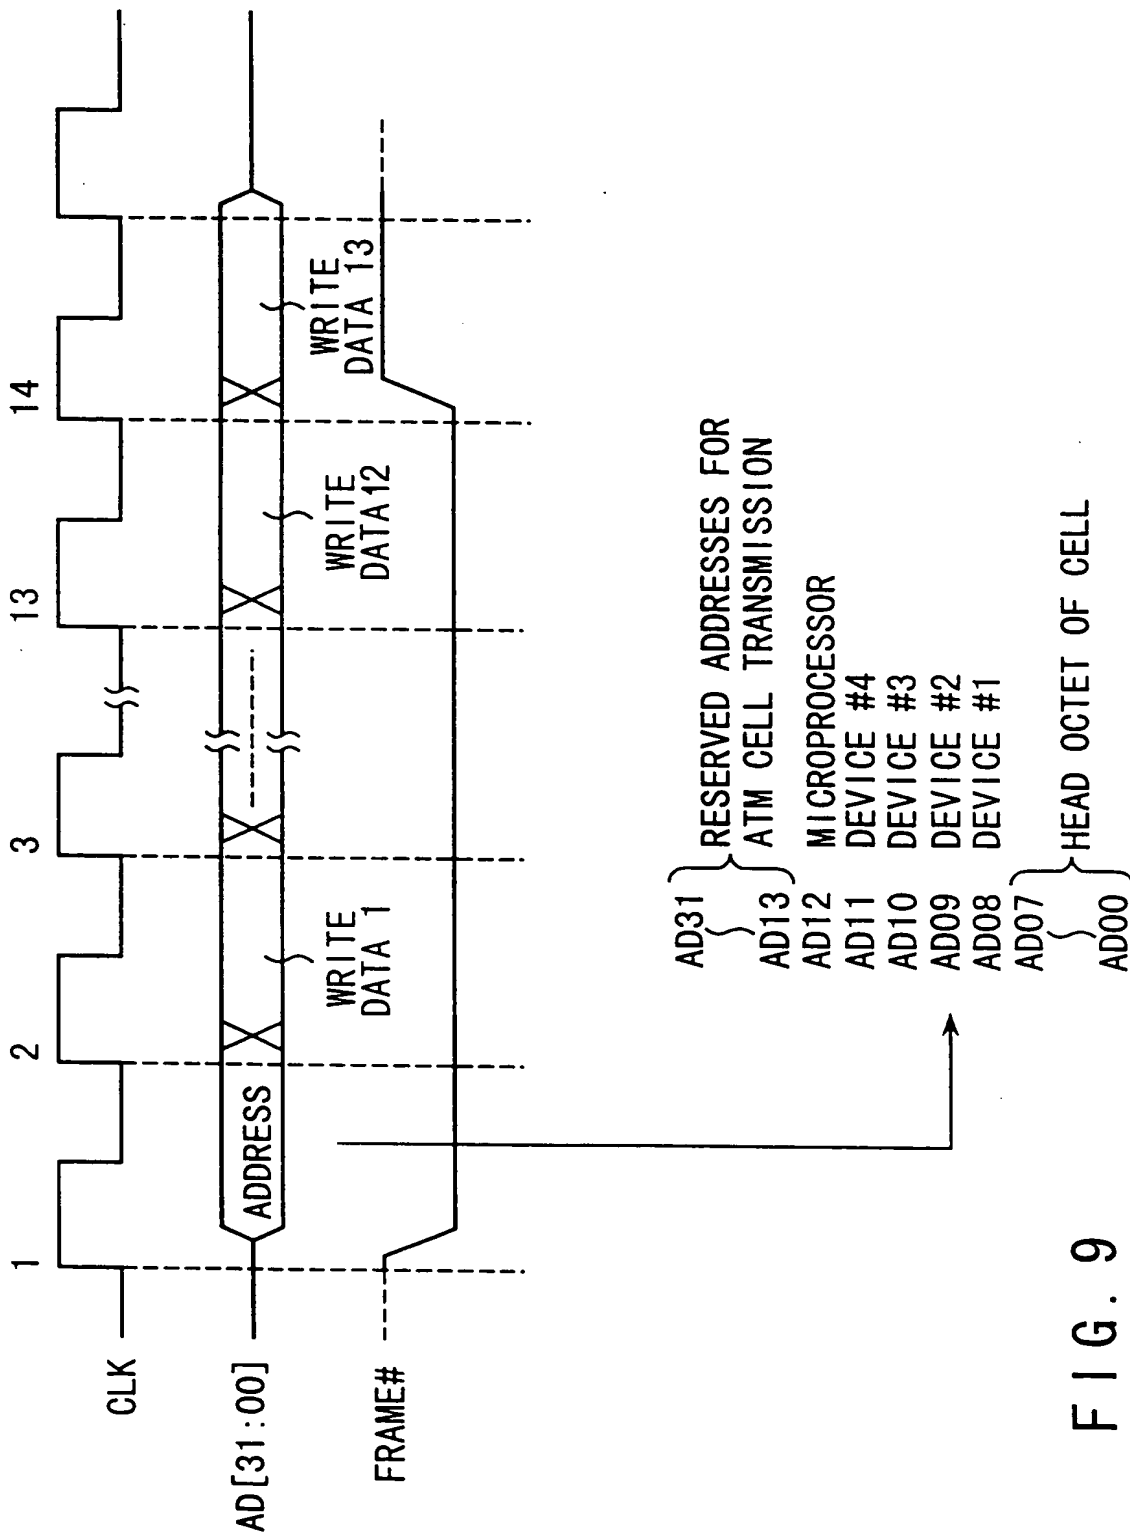 1 2 3 13 14
CLK
AD[31:00]
ADDRESS
WRITE
DATA 1
WRITE
DATA12
WRITE
DATA 13
FRAME#
AD31
AD13
RESERVED ADDRESSES FOR
ATM CELL TRANSMISSION
AD12 MICROPROCESSOR
AD11 DEVICE #4
AD10 DEVICE #3
AD09 DEVICE #2
AD08 DEVICE #1
AD07
AD00
HEAD OCTET OF CELL
FIG. 9